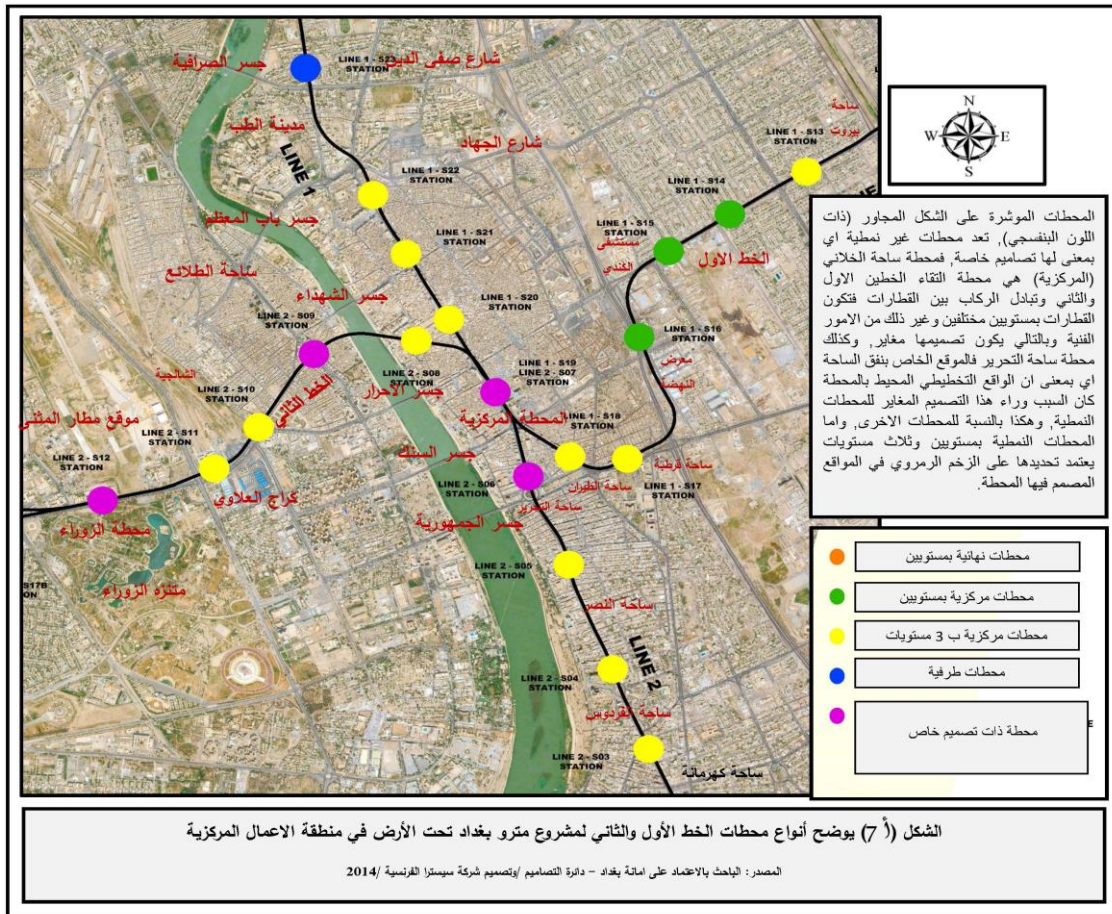 LINE 1 - S23
STATION
شارع صفي الدين
جسر الصرافية
ساحة
بيروت
LINE 1 - S13
STATION
مدينة الطب
شارع الجهاد
LINE 1
LINE 1 - S22
STATION
LINE 1 - S14
STATION
جسر باب المعظم
LINE 1 - S15
STATION
مستشفى
الكندي
الخط الاول
LINE 1 - S21
STATION
ساحة الطلائع
جسر الشهداء
LINE 1 - S20
STATION
LINE 2 - S09
STATION
LINE 1 - S16
STATION
معرض
النهضة
LINE 1 - S19
LINE 2 - S07
STATION
LINE 2 - S08
STATION
الشالجية
LINE 2 - S10
STATION
الخط الثاني
جسر الاحرار
المحطة المركزية
LINE 1 - S18
STATION
موقع مطار المثنى
LINE 2 - S11
STATION
جسر السنك
ساحة قرطبة
LINE 2 - S12
STATION
LINE 2 - S06
STATION
ساحة الطيران
LINE 1 - S17
STATION
كراج العلاوي
ساحة التحرير
محطة الزوراء
جسر الجمهورية
LINE 2 - S05
STATION
S17B
ON
متنزه الزوراء
ساحة النصر
LINE 2
LINE 2 - S04
STATION
ساحة الفردوس
LINE 2 - S03
STATION
ساحة كهرمانة
N
W E
S
المحطات الموشرة على الشكل المجاور (ذات
اللون البنفسجي), تعد محطات غير نمطية اي
بمعنى لها تصاميم خاصة, فمحطة ساحة الخلاني
(المركزية) هي محطة التقاء الخطين الاول
والثاني وتبادل الركاب بين القطارات فتكون
القطارات بمستويين مختلفين وغير ذلك من الامور
الفنية وبالتالي يكون تصميمها مغاير, وكذلك
محطة ساحة التحرير فالموقع الخاص بنفق الساحة
اي بمعنى ان الواقع التخطيطي المحيط بالمحطة
كان السبب وراء هذا التصميم المغاير للمحطات
النمطية, وهكذا بالنسبة للمحطات الاخرى, واما
المحطات النمطية بمستويين وثلاث مستويات
يعتمد تحديدها على الزخم المروري في المواقع
المصمم فيها المحطة.
محطات نهائية بمستويين
محطات مركزية بمستويين
محطات مركزية ب 3 مستويات
محطات طرفية
محطة ذات تصميم خاص
E
الشكل (أ 7) يوضح أنواع محطات الخط الأول والثاني لمشروع مترو بغداد تحت الأرض في منطقة الاعمال المركزية
المصدر: الباحث بالاعتماد على امانة بغداد – دائرة التصاميم /وتصميم شركة سيسترا الفرنسية /2014